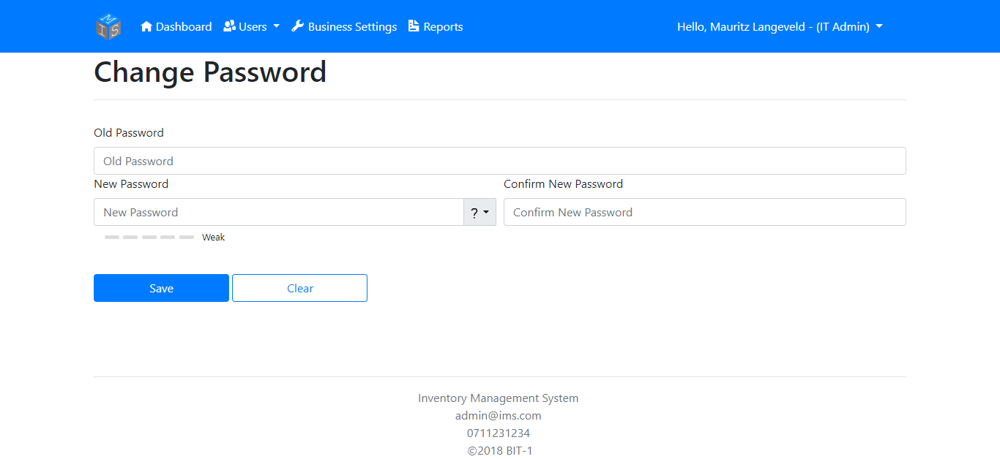 IMS Dashboard Users Business Settings Reports Hello, Mauritz Langeveld - (IT Admin)
Change Password
Old Password
Old Password
New Password Confirm New Password
New Password ? Confirm New Password
Weak
Save Clear
Inventory Management System
admin@ims.com
0711231234
©2018 BIT-1